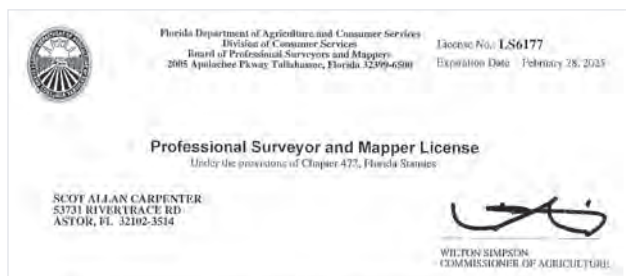 Florida Department of Agriculture and Consumer Services
Division of Consumer Services
Board of Professional Surveyors and Mappers
2005 Apalachee Pkway Tallahassee, Florida 32399-6500
License No.: LS6177
Expiration Date February 28, 2025
Professional Surveyor and Mapper License
Under the provisions of Chapter 472, Florida Statutes
SCOT ALLAN CARPENTER
53731 RIVERTRACE RD
ASTOR, FL 32102-3514
WILTON SIMPSON
COMMISSIONER OF AGRICULTURE